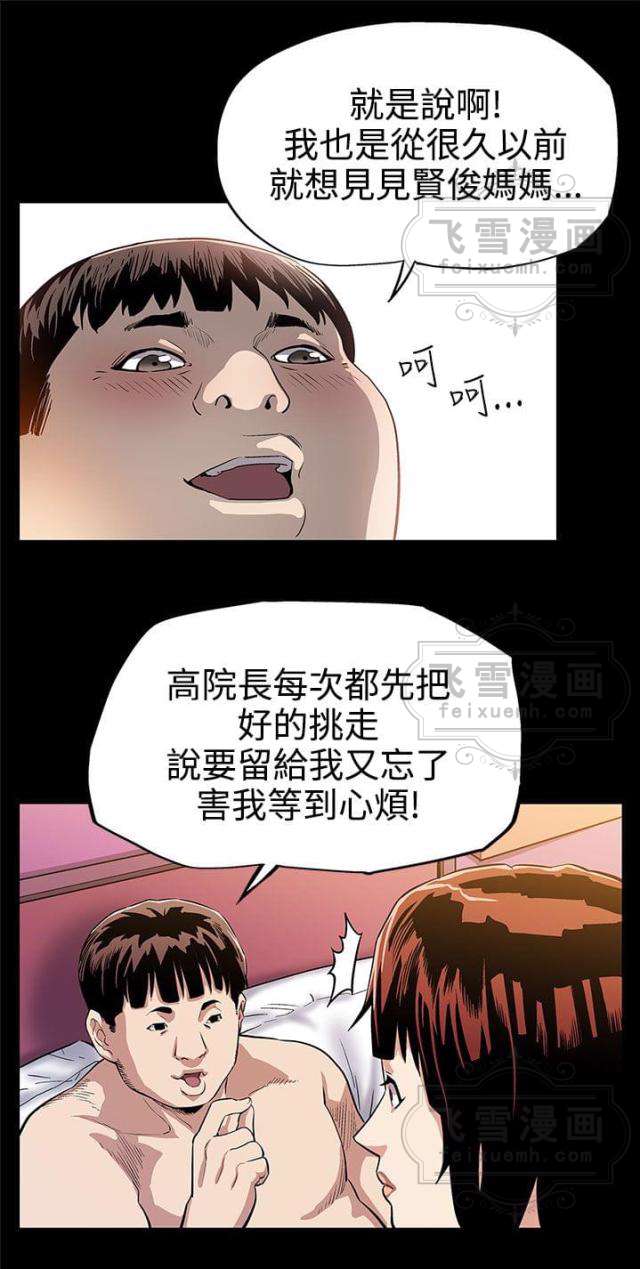 就是說啊!
我也是從很久以前
就想見見賢俊媽媽...
飞雪漫画
feixuemh.com
呵
呵...
高院長每次都先把
好的挑走
說要留給我又忘了
害我等到心煩!
飞雪漫画
feixuemh.com
飞雪漫画
feixuemh.com